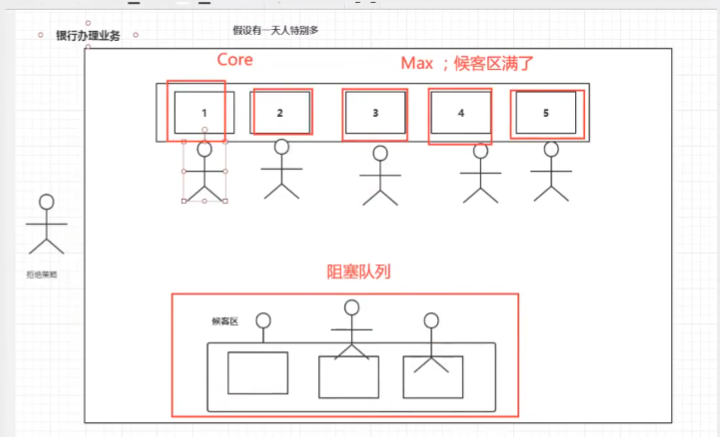 银行办理业务
假设有一天人特别多
Core
Max ；候客区满了
1
2
3
4
5
拒绝策略
阻塞队列
候客区